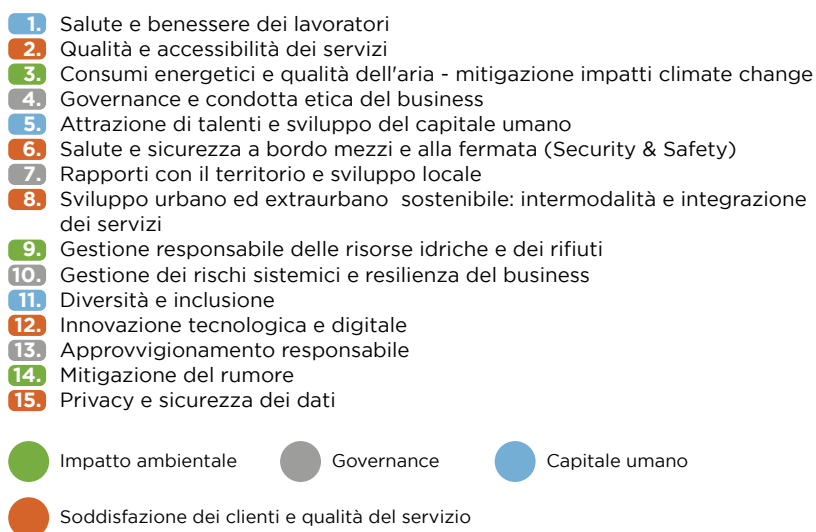 1. Salute e benessere dei lavoratori
2. Qualità e accessibilità dei servizi
3. Consumi energetici e qualità dell'aria - mitigazione impatti climate change
4. Governance e condotta etica del business
5. Attrazione di talenti e sviluppo del capitale umano
6. Salute e sicurezza a bordo mezzi e alla fermata (Security & Safety)
7. Rapporti con il territorio e sviluppo locale
8. Sviluppo urbano ed extraurbano sostenibile: intermodalità e integrazione
dei servizi
9. Gestione responsabile delle risorse idriche e dei rifiuti
10. Gestione dei rischi sistemici e resilienza del business
11. Diversità e inclusione
12. Innovazione tecnologica e digitale
13. Approvvigionamento responsabile
14. Mitigazione del rumore
15. Privacy e sicurezza dei dati
Impatto ambientale Governance Capitale umano
Soddisfazione dei clienti e qualità del servizio